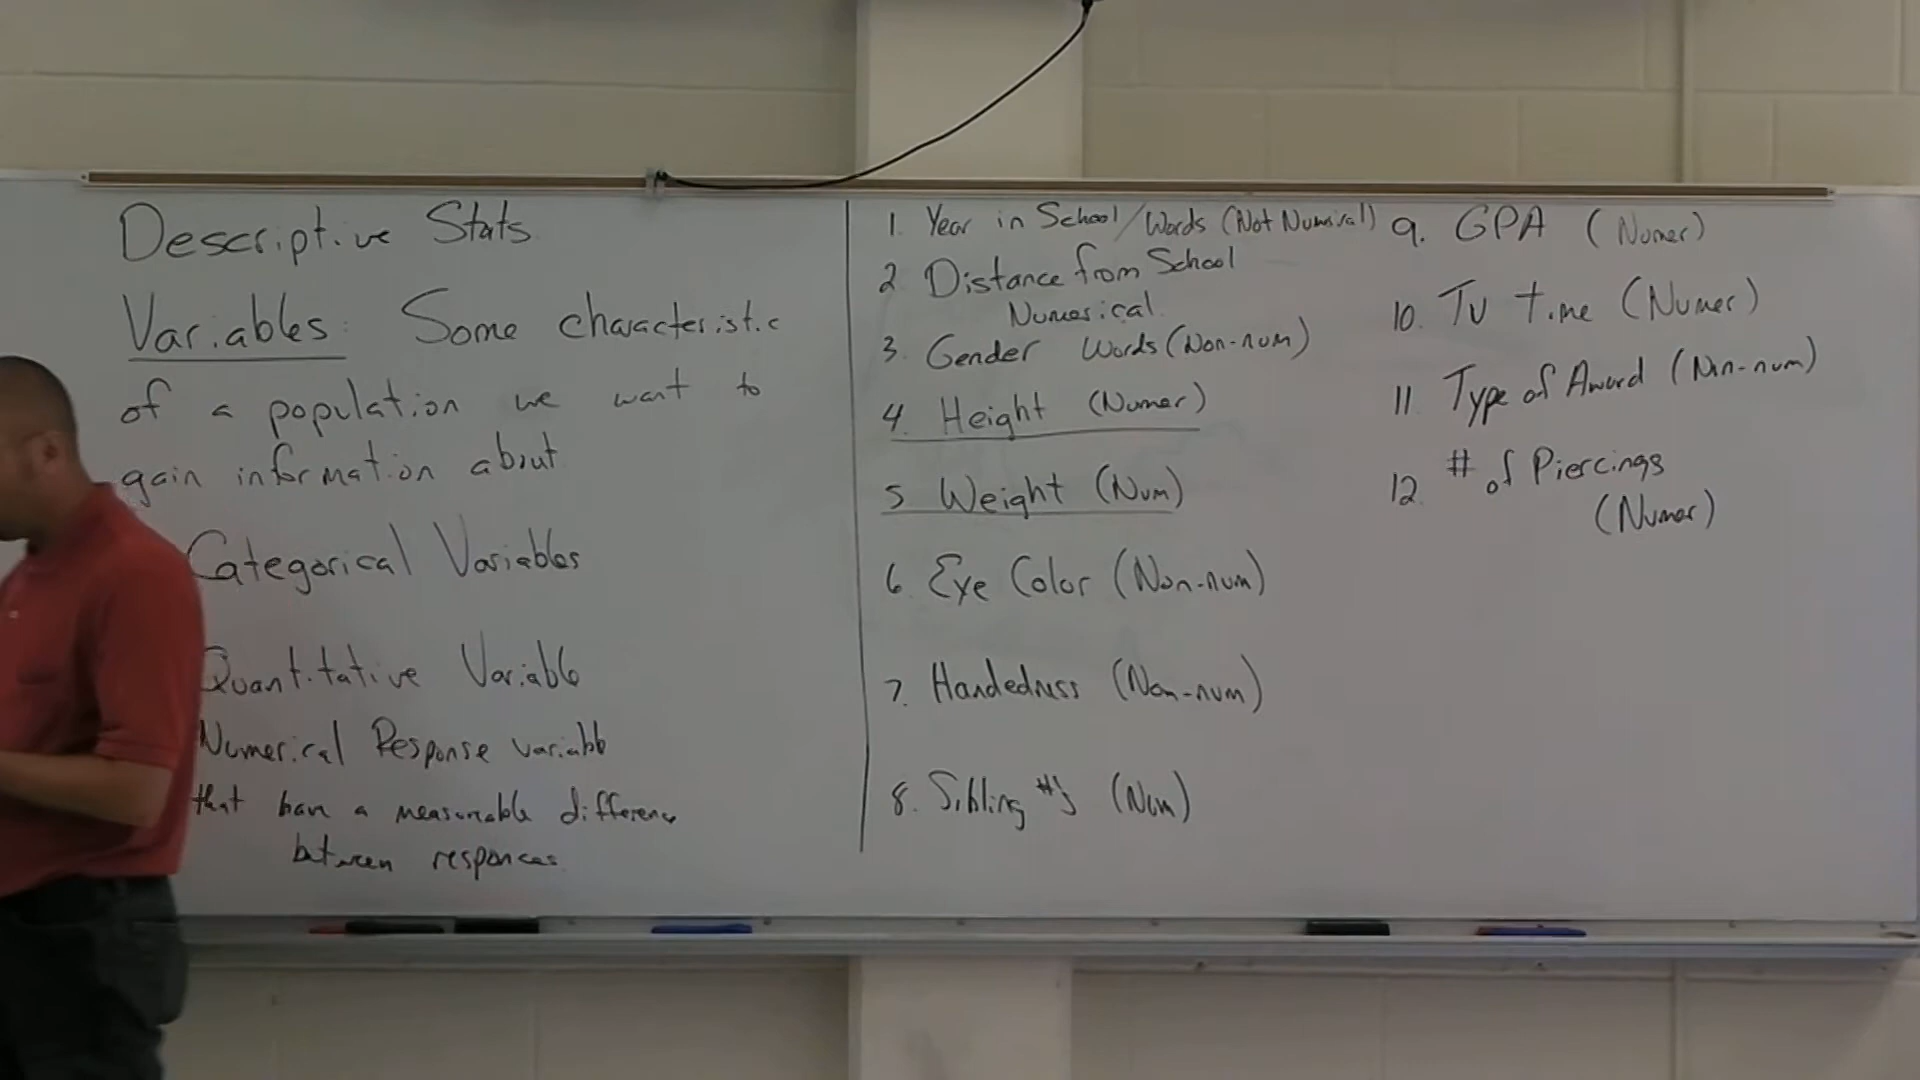 Descriptive Stats
Variables: Some characteristic
of a population we want to
gain information about
Categorical Variables
Quantitative Variable
Numerical Response variable
that have a measurable difference
between responces.
1. Year in School/Words (Not Numerical)
2 Distance from School
Numerical
3. Gender Words (Non-num)
4. Height (Numer)
5 Weight (Num)
6 Eye Color (Non-num)
7. Handedness (Non-num)
8. Sibling #'s (Num)
9. GPA (Numer)
10. TV time (Numer)
11 Type of Award (Non-num)
12. # of Piercings
(Numer)